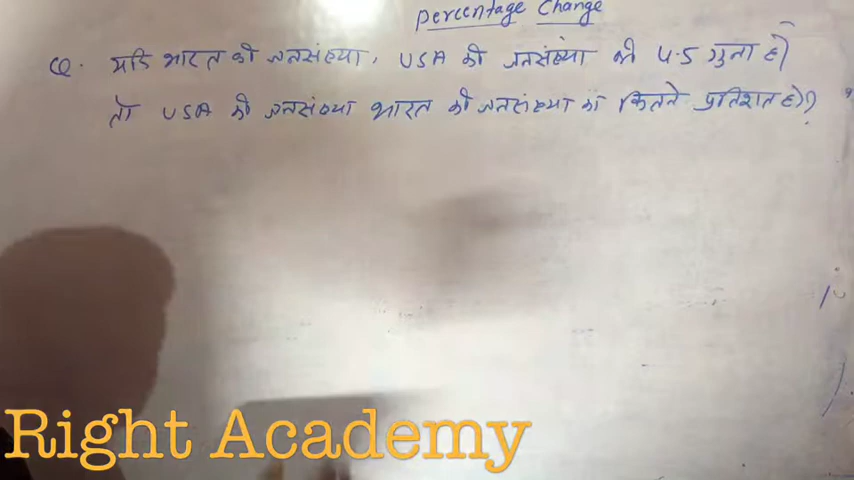 Percentage Change
Q. यदि भारत की जनसंख्या, USA की जनसंख्या की 4.5 गुना हो
तो USA की जनसंख्या भारत की जनसंख्या का कितने प्रतिशत हो?
Right Academy